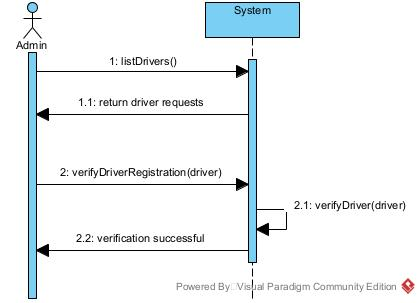 System
Admin
1: listDrivers()
1.1: return driver requests
2: verifyDriverRegistration(driver)
2.1: verifyDriver(driver)
2.2: verification successful
Powered By Visual Paradigm Community Edition